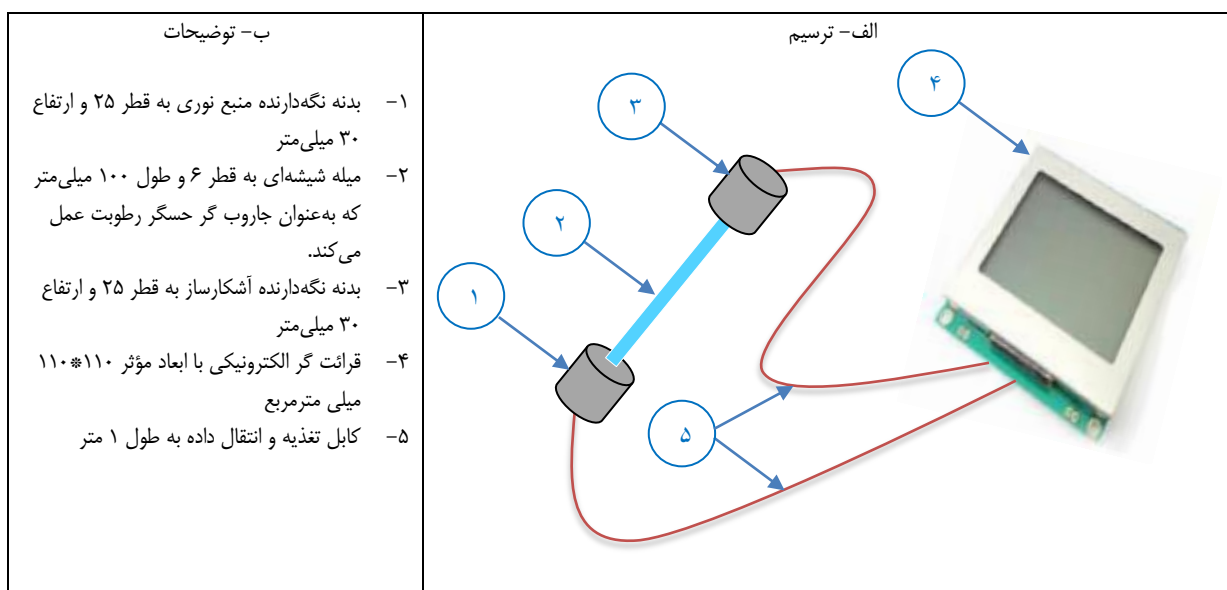 الف- ترسیم
۴
۳
۲
۱
۵
ب- توضیحات
۱- بدنه نگه‌دارنده منبع نوری به قطر ۲۵ و ارتفاع
۳۰ میلی‌متر
۲- میله شیشه‌ای به قطر ۶ و طول ۱۰۰ میلی‌متر
که به‌عنوان جاروب گر حسگر رطوبت عمل
می‌کند.
۳- بدنه نگه‌دارنده آشکارساز به قطر ۲۵ و ارتفاع
۳۰ میلی‌متر
۴- قرائت گر الکترونیکی با ابعاد مؤثر ۱۱۰*۱۱۰
میلی مترمربع
۵- کابل تغذیه و انتقال داده به طول ۱ متر